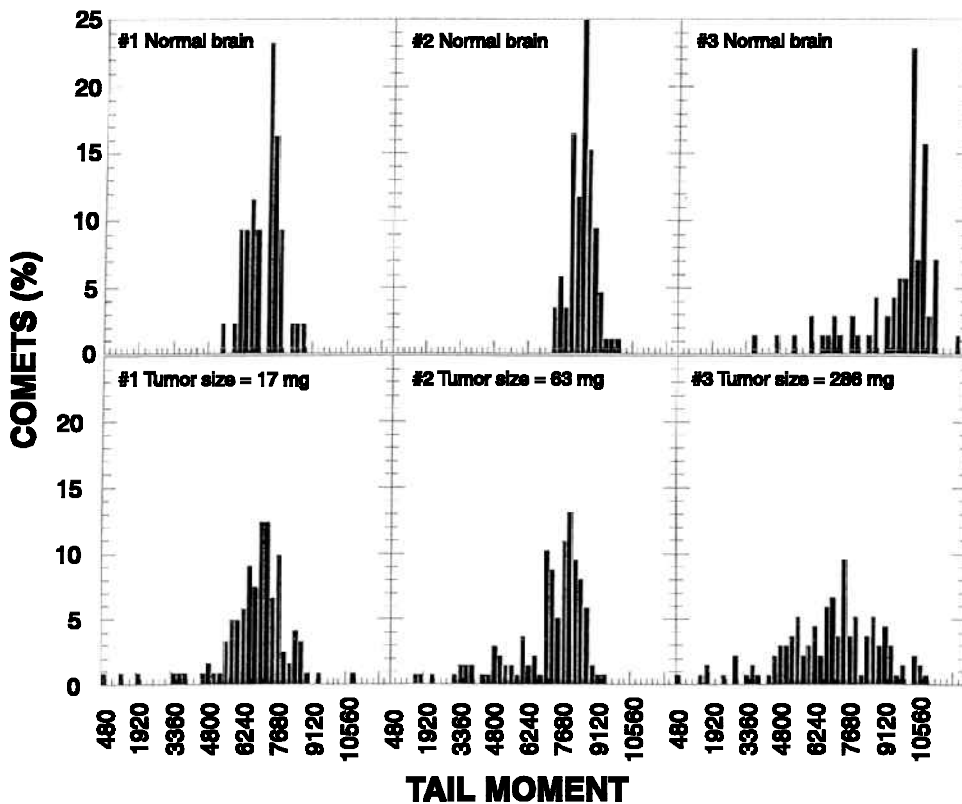 25
#1 Normal brain
#2 Normal brain
#3 Normal brain
20
15
10
5
0
COMETS (%)
#1 Tumor size = 17 mg
#2 Tumor size = 63 mg
#3 Tumor size = 286 mg
20
15
10
5
0
480 1920 3360 4800 6240 7680 9120 10560
480 1920 3360 4800 6240 7680 9120 10560
480 1920 3360 4800 6240 7680 9120 10560
TAIL MOMENT